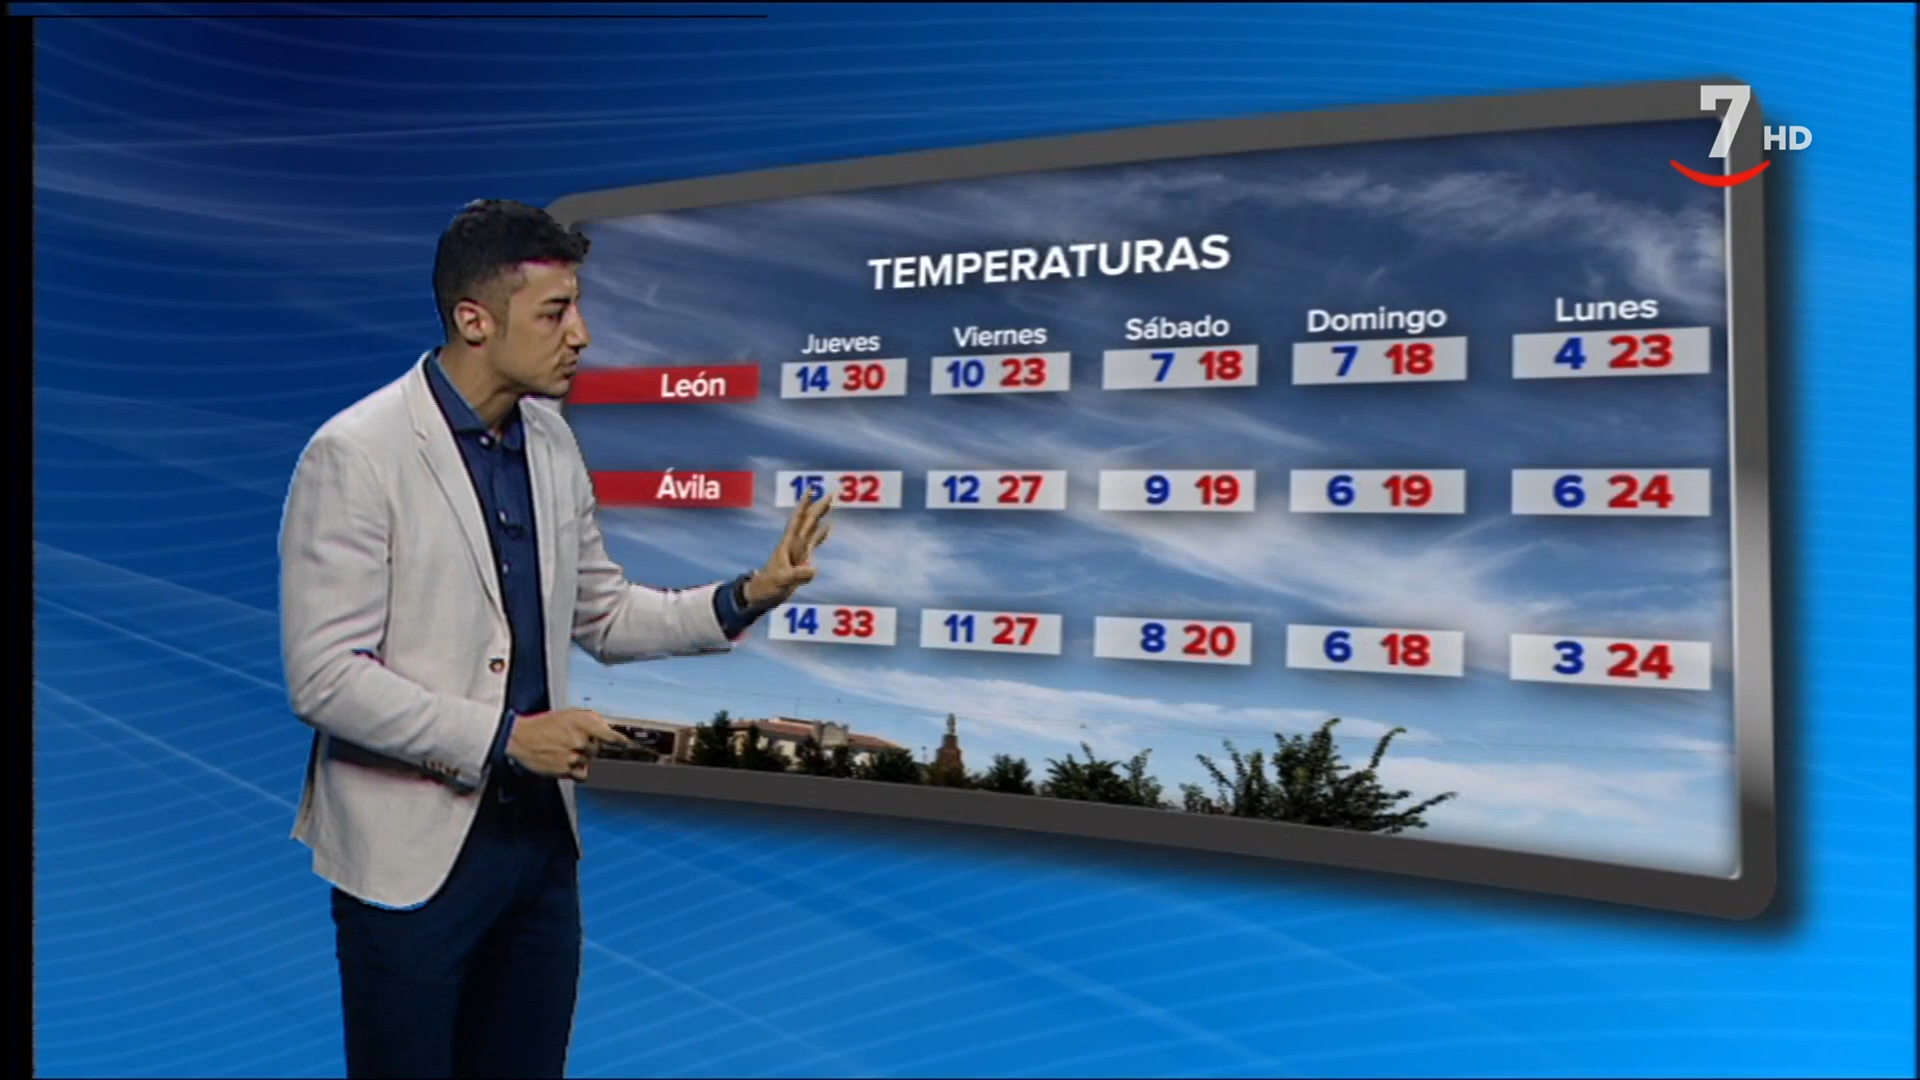 7 HD
TEMPERATURAS
Jueves Viernes Sábado Domingo Lunes
León 14 30 10 23 7 18 7 18 4 23
Ávila 15 32 12 27 9 19 6 19 6 24
14 33 11 27 8 20 6 18 3 24